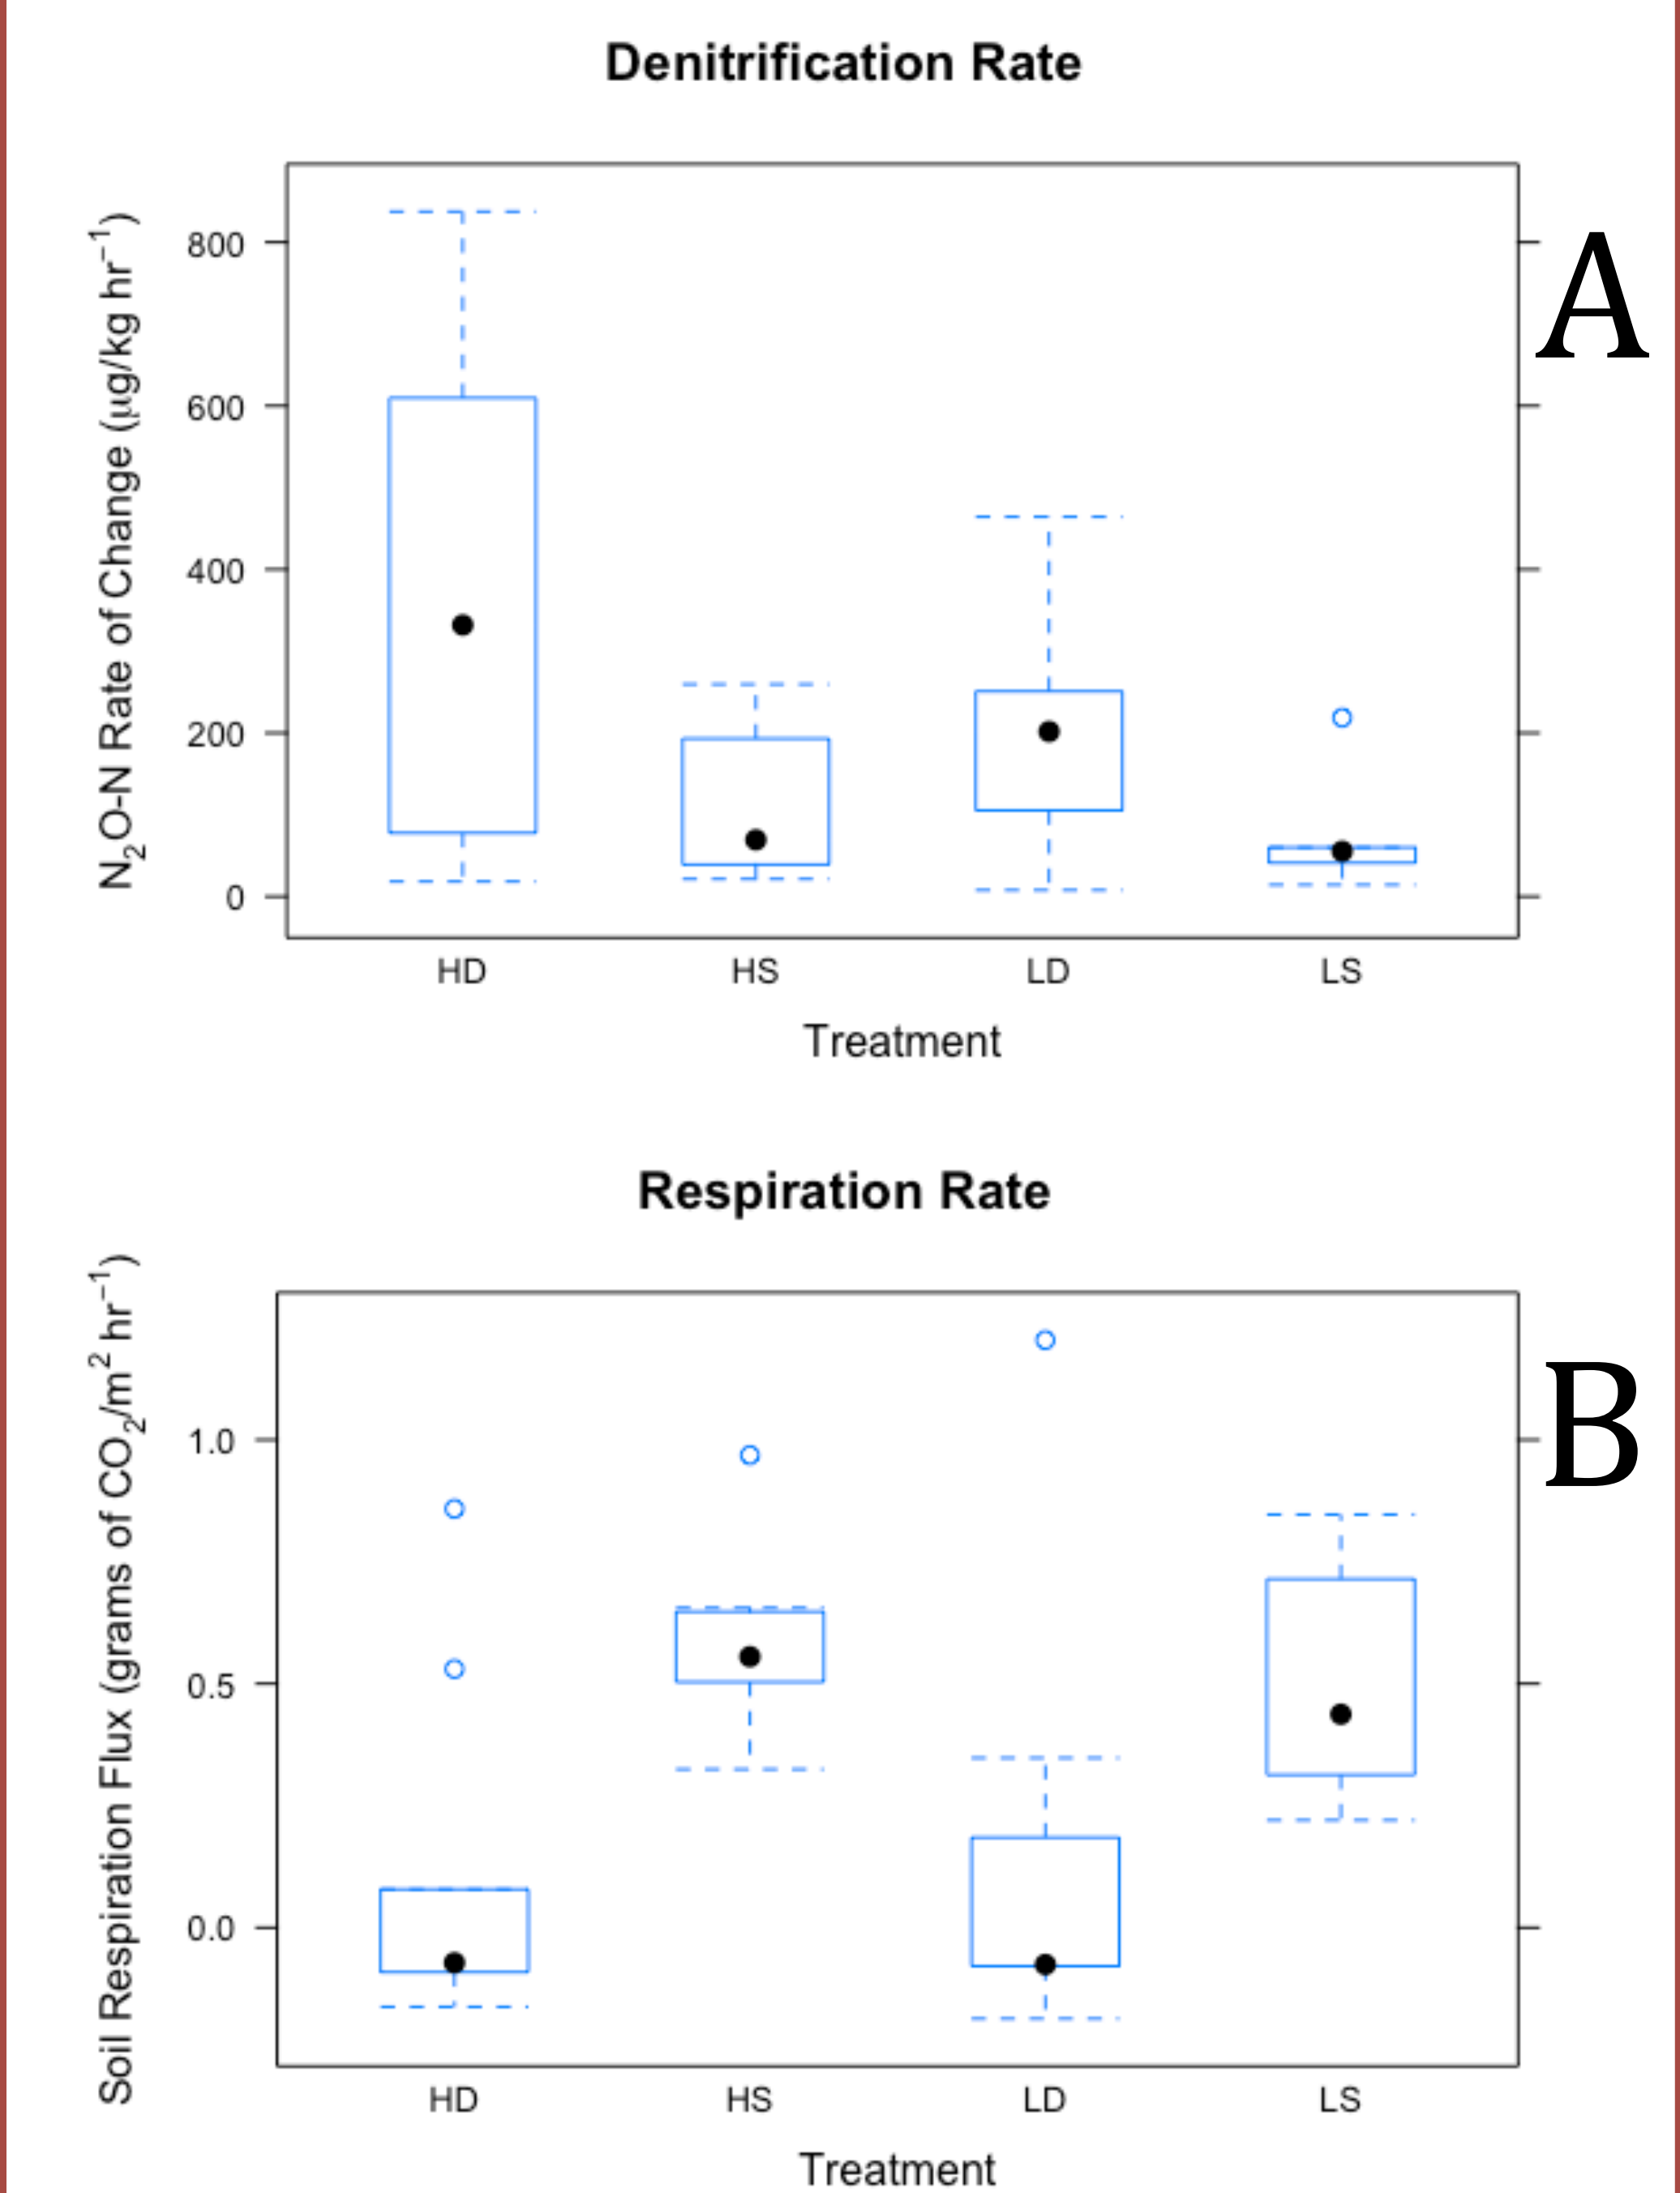 Denitrification Rate
A
N₂O-N Rate of Change (µg/kg hr⁻¹)
800
600
400
200
0
HD HS LD LS
Treatment
Respiration Rate
B
Soil Respiration Flux (grams of CO₂/m² hr⁻¹)
1.0
0.5
0.0
HD HS LD LS
Treatment